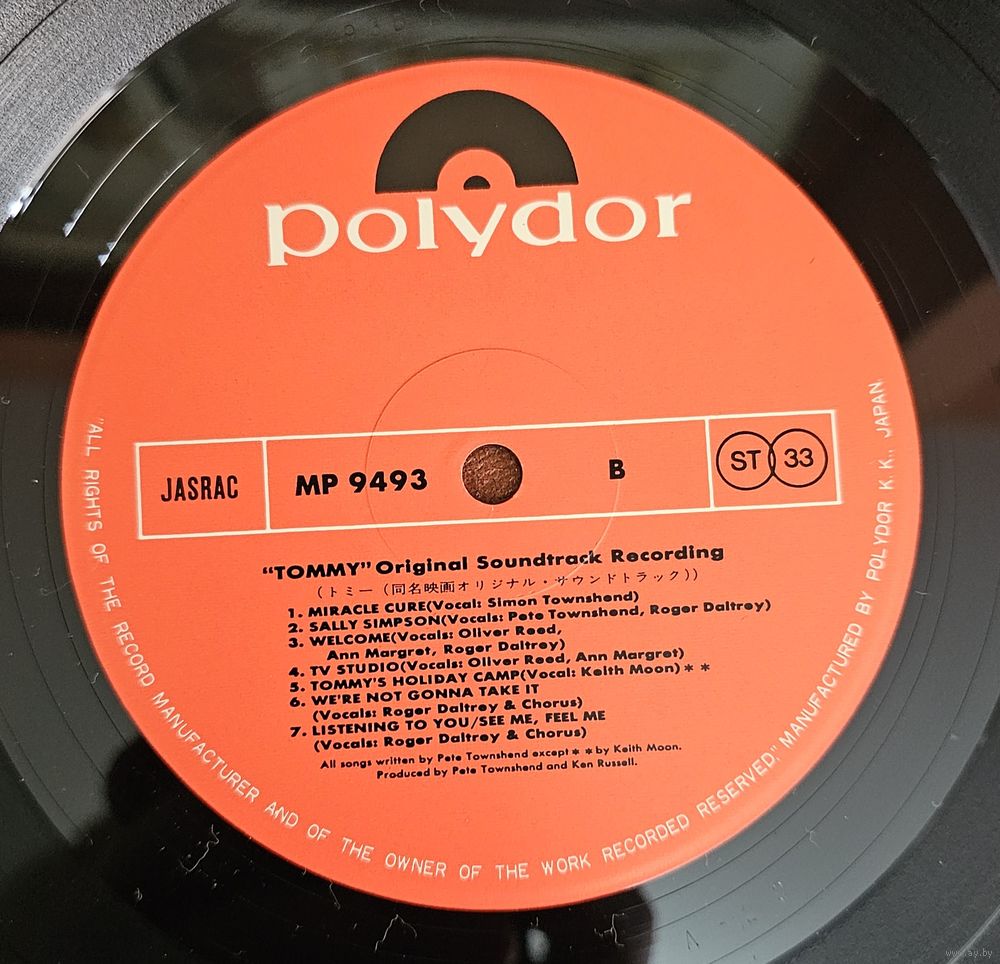 polydor
JASRAC
MP 9493
B
ST 33
"TOMMY" Original Soundtrack Recording
(トミー (同名映画オリジナル・サウンドトラック))
1. MIRACLE CURE(Vocal: Simon Townshend)
2. SALLY SIMPSON(Vocals: Pete Townshend, Roger Daltrey)
3. WELCOME(Vocals: Oliver Reed,
Ann Margret, Roger Daltrey)
4. TV STUDIO(Vocals: Oliver Reed, Ann Margret)
5. TOMMY'S HOLIDAY CAMP(Vocal: Keith Moon)＊＊
6. WE'RE NOT GONNA TAKE IT
(Vocals: Roger Daltrey & Chorus)
7. LISTENING TO YOU/SEE ME, FEEL ME
(Vocals: Roger Daltrey & Chorus)
All songs written by Pete Townshend except＊＊by Keith Moon.
Produced by Pete Townshend and Ken Russell.
"ALL RIGHTS OF THE RECORD MANUFACTURER AND OF THE OWNER OF THE WORK RECORDED RESERVED," MANUFACTURED BY POLYDOR K.K., JAPAN
www.ay.by